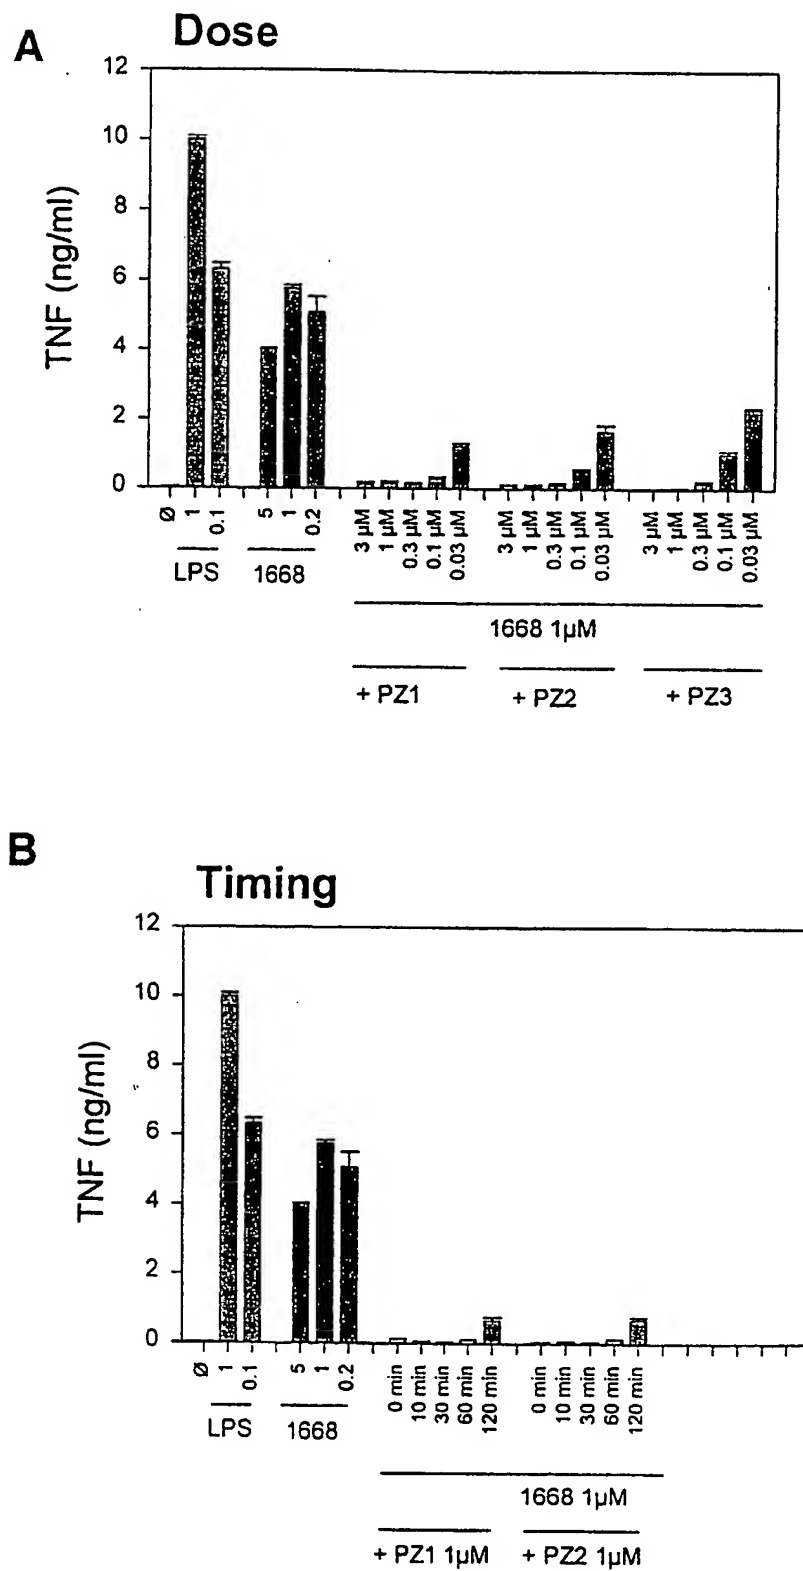 A
Dose
12
10
8
6
4
2
0
TNF (ng/ml)
Ø 1 0.1 5 1 0.2 3 µM 1 µM 0.3 µM 0.1 µM 0.03 µM 3 µM 1 µM 0.3 µM 0.1 µM 0.03 µM 3 µM 1 µM 0.3 µM 0.1 µM 0.03 µM
LPS 1668
1668 1µM
+ PZ1 + PZ2 + PZ3
B
Timing
12
10
8
6
4
2
0
TNF (ng/ml)
Ø 1 0.1 5 1 0.2 0 min 10 min 30 min 60 min 120 min 0 min 10 min 30 min 60 min 120 min
LPS 1668
1668 1µM
+ PZ1 1µM + PZ2 1µM